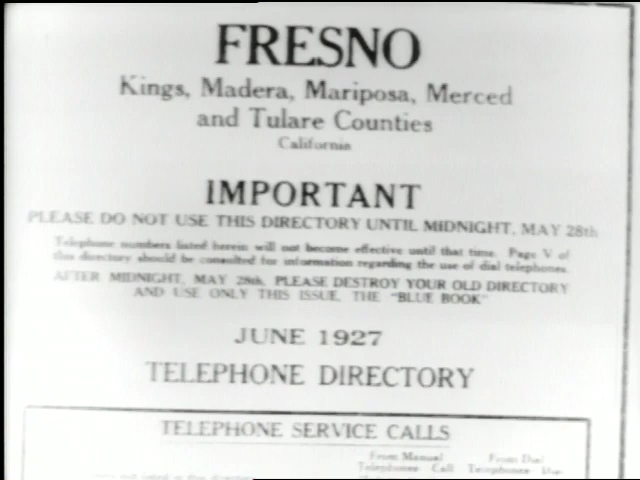 FRESNO
Kings, Madera, Mariposa, Merced
and Tulare Counties
California
IMPORTANT
PLEASE DO NOT USE THIS DIRECTORY UNTIL MIDNIGHT, MAY 28th
Telephone numbers listed herein will not become effective until that time. Page V of
this directory should be consulted for information regarding the use of dial telephones.
AFTER MIDNIGHT, MAY 28th, PLEASE DESTROY YOUR OLD DIRECTORY
AND USE ONLY THIS ISSUE, THE "BLUE BOOK"
JUNE 1927
TELEPHONE DIRECTORY
TELEPHONE SERVICE CALLS
From Manual From Dial
Telephones Call Telephones